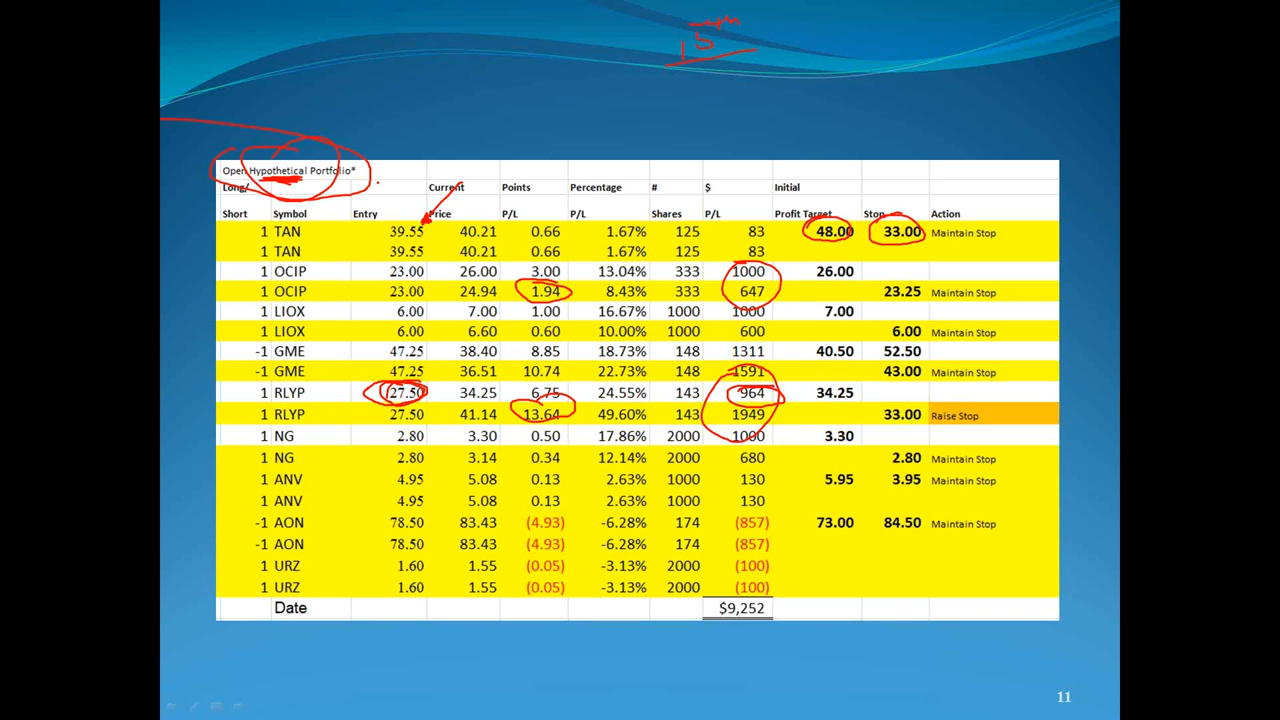 15
Open Hypothetical Portfolio*
Long/ Current Points Percentage # $ Initial
Short Symbol Entry Price P/L P/L Shares P/L Profit Target Stop Action
1 TAN 39.55 40.21 0.66 1.67% 125 83 48.00 33.00 Maintain Stop
1 TAN 39.55 40.21 0.66 1.67% 125 83
1 OCIP 23.00 26.00 3.00 13.04% 333 1000 26.00
1 OCIP 23.00 24.94 1.94 8.43% 333 647 23.25 Maintain Stop
1 LIOX 6.00 7.00 1.00 16.67% 1000 1000 7.00
1 LIOX 6.00 6.60 0.60 10.00% 1000 600 6.00 Maintain Stop
-1 GME 47.25 38.40 8.85 18.73% 148 1311 40.50 52.50
-1 GME 47.25 36.51 10.74 22.73% 148 1591 43.00 Maintain Stop
1 RLYP 27.50 34.25 6.75 24.55% 143 964 34.25
1 RLYP 27.50 41.14 13.64 49.60% 143 1949 33.00 Raise Stop
1 NG 2.80 3.30 0.50 17.86% 2000 1000 3.30
1 NG 2.80 3.14 0.34 12.14% 2000 680 2.80 Maintain Stop
1 ANV 4.95 5.08 0.13 2.63% 1000 130 5.95 3.95 Maintain Stop
1 ANV 4.95 5.08 0.13 2.63% 1000 130
-1 AON 78.50 83.43 (4.93) -6.28% 174 (857) 73.00 84.50 Maintain Stop
-1 AON 78.50 83.43 (4.93) -6.28% 174 (857)
1 URZ 1.60 1.55 (0.05) -3.13% 2000 (100)
1 URZ 1.60 1.55 (0.05) -3.13% 2000 (100)
Date $9,252
11